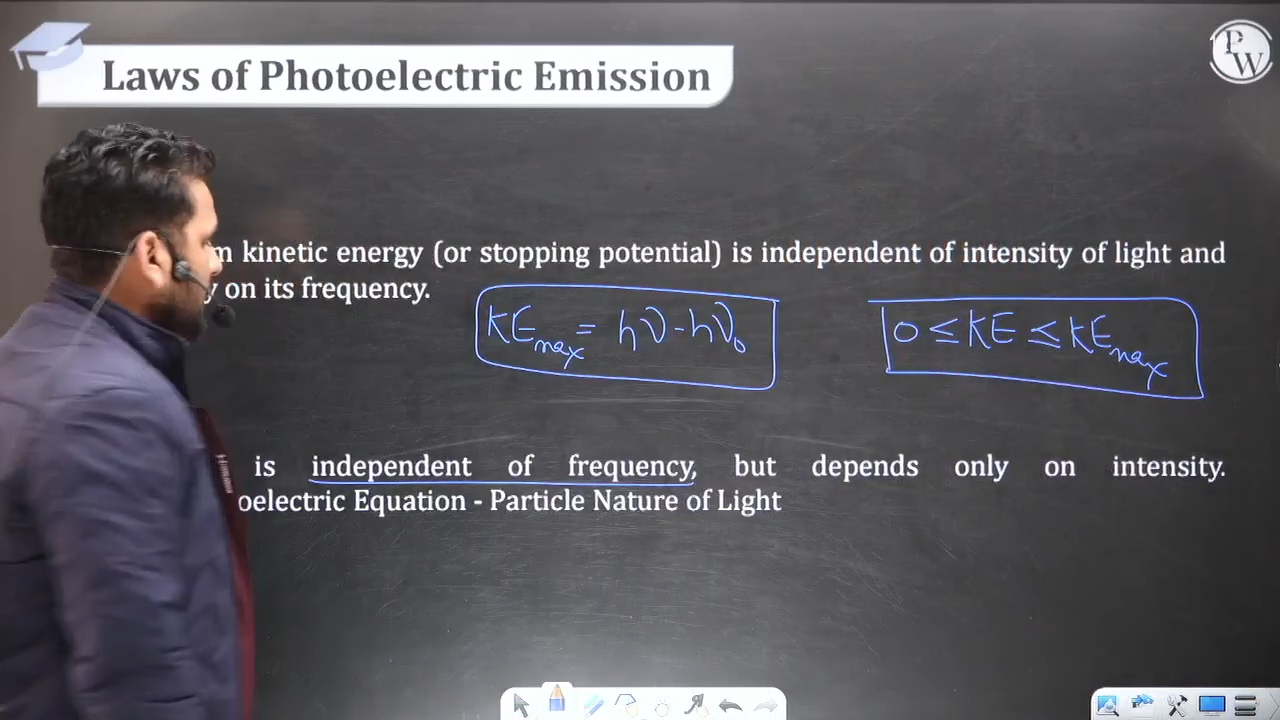 Laws of Photoelectric Emission
PW
kinetic energy (or stopping potential) is independent of intensity of light and
on its frequency.
KEmax = hν - hν₀
0 ≤ KE ≤ KEmax
is independent of frequency, but depends only on intensity.
oelectric Equation - Particle Nature of Light